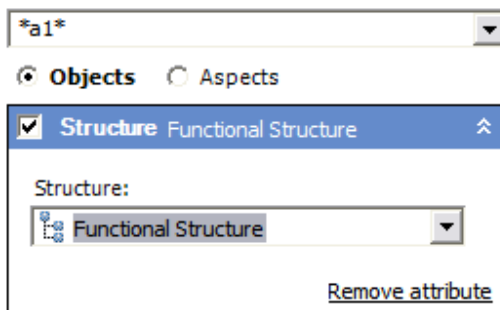 *a1*
Objects Aspects
Structure Functional Structure
Structure:
Functional Structure
Remove attribute